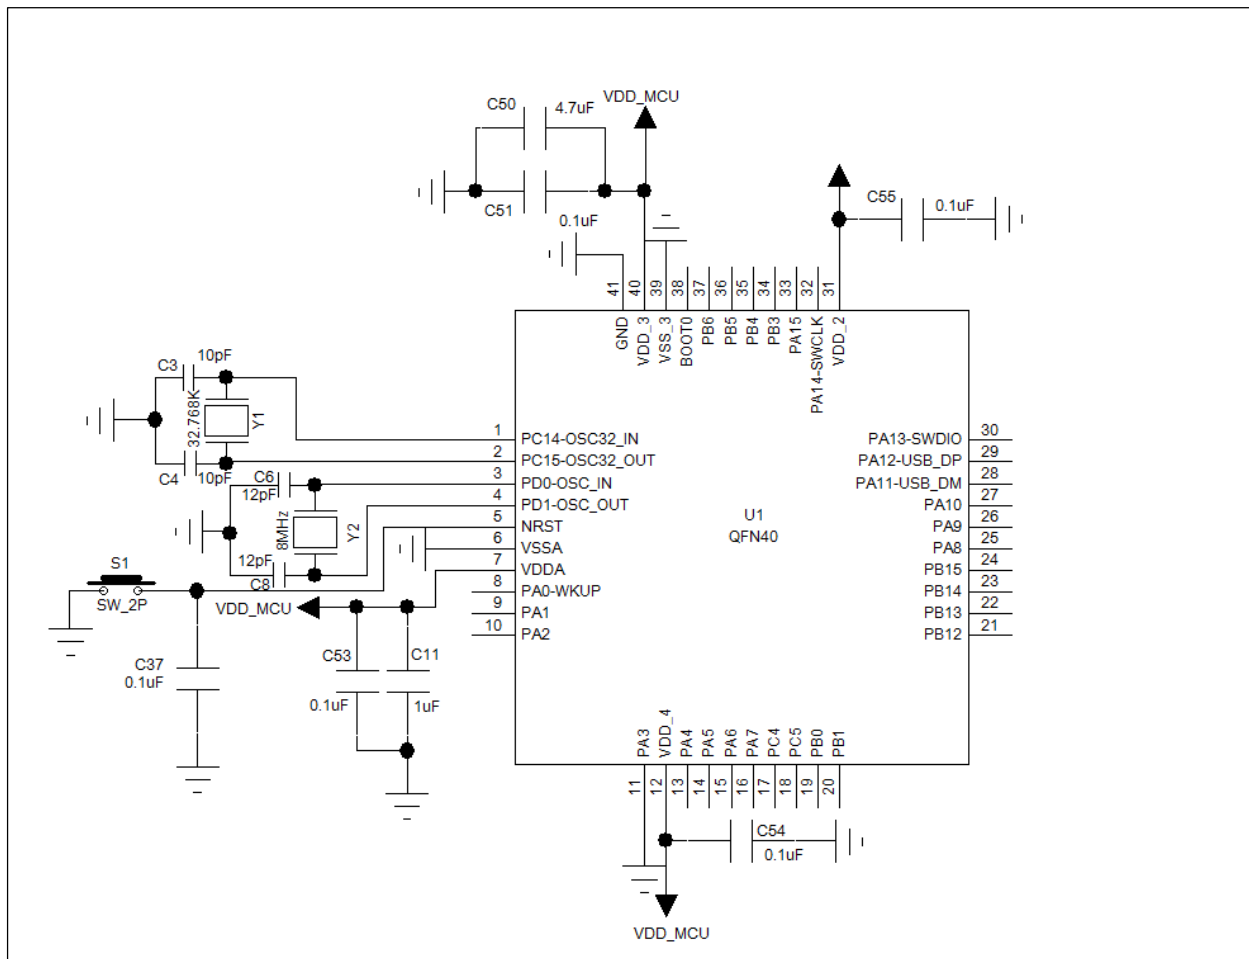 C50
4.7uF
VDD_MCU
C51
0.1uF
C55
0.1uF
41
40
39
38
37
36
35
34
33
32
31
GND
VDD_3
VSS_3
BOOT0
PB6
PB5
PB4
PB3
PA15
PA14-SWCLK
VDD_2
C3
10pF
32.768K
Y1
C4
10pF
1
PC14-OSC32_IN
2
PC15-OSC32_OUT
3
PD0-OSC_IN
4
PD1-OSC_OUT
5
NRST
6
VSSA
7
VDDA
8
PA0-WKUP
9
PA1
10
PA2
C6
12pF
8MHz
Y2
12pF
C8
S1
SW_2P
VDD_MCU
C37
0.1uF
C53
0.1uF
C11
1uF
U1
QFN40
PA13-SWDIO
30
PA12-USB_DP
29
PA11-USB_DM
28
PA10
27
PA9
26
PA8
25
PB15
24
PB14
23
PB13
22
PB12
21
PA3
VDD_4
PA4
PA5
PA6
PA7
PC4
PC5
PB0
PB1
11
12
13
14
15
16
17
18
19
20
C54
0.1uF
VDD_MCU